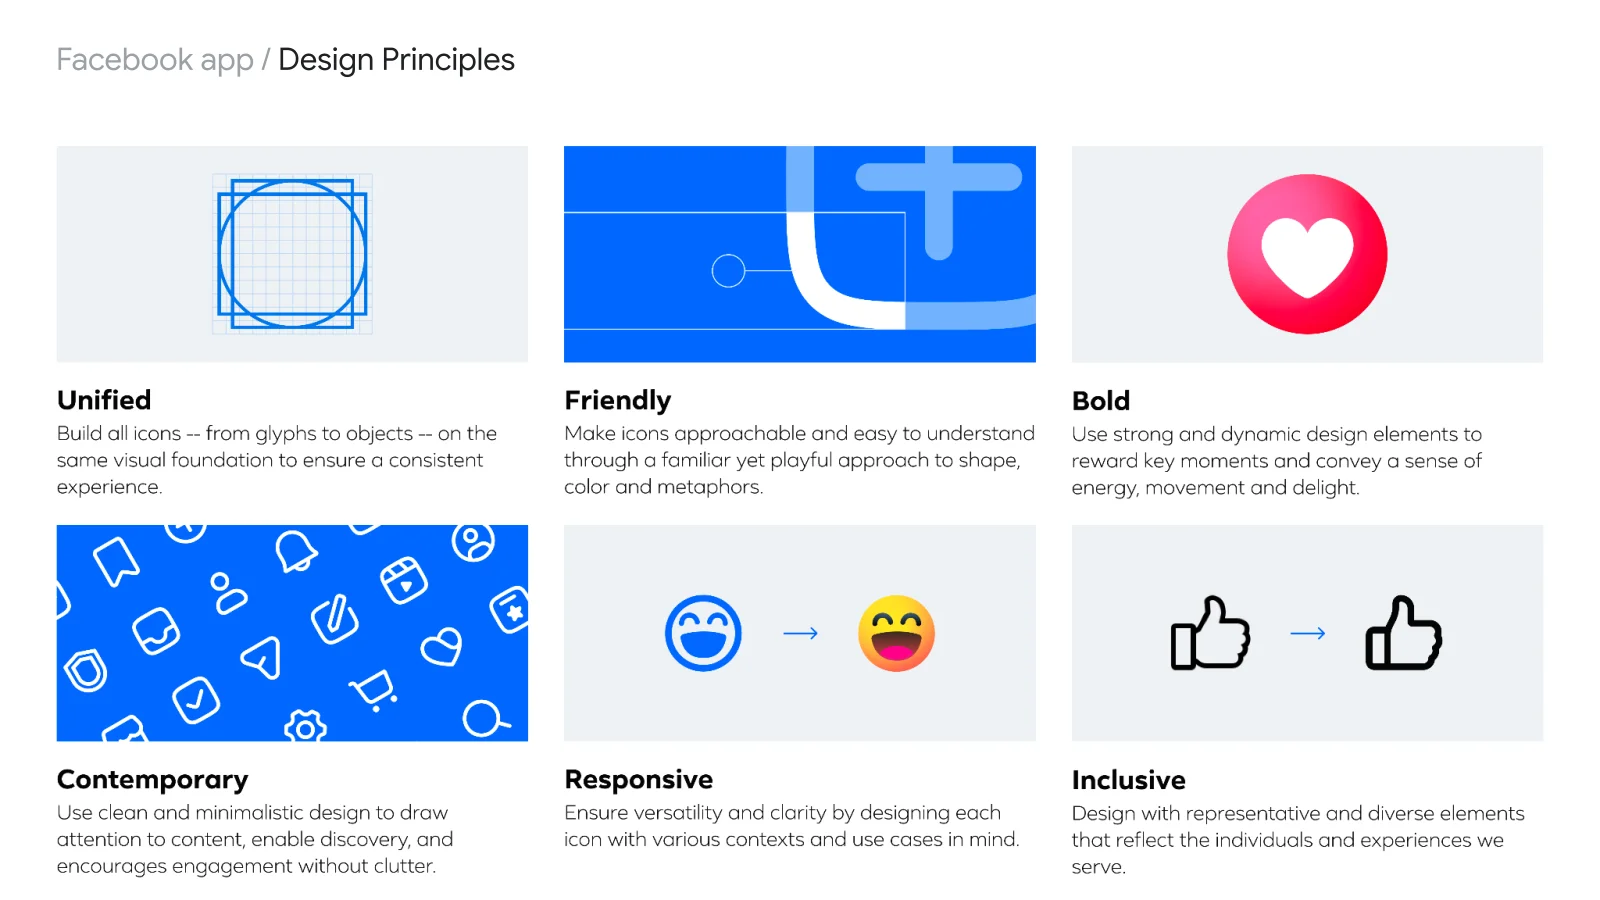 Facebook app / Design Principles
Unified
Build all icons -- from glyphs to objects -- on the
same visual foundation to ensure a consistent
experience.
Friendly
Make icons approachable and easy to understand
through a familiar yet playful approach to shape,
color and metaphors.
Bold
Use strong and dynamic design elements to
reward key moments and convey a sense of
energy, movement and delight.
Contemporary
Use clean and minimalistic design to draw
attention to content, enable discovery, and
encourages engagement without clutter.
Responsive
Ensure versatility and clarity by designing each
icon with various contexts and use cases in mind.
Inclusive
Design with representative and diverse elements
that reflect the individuals and experiences we
serve.